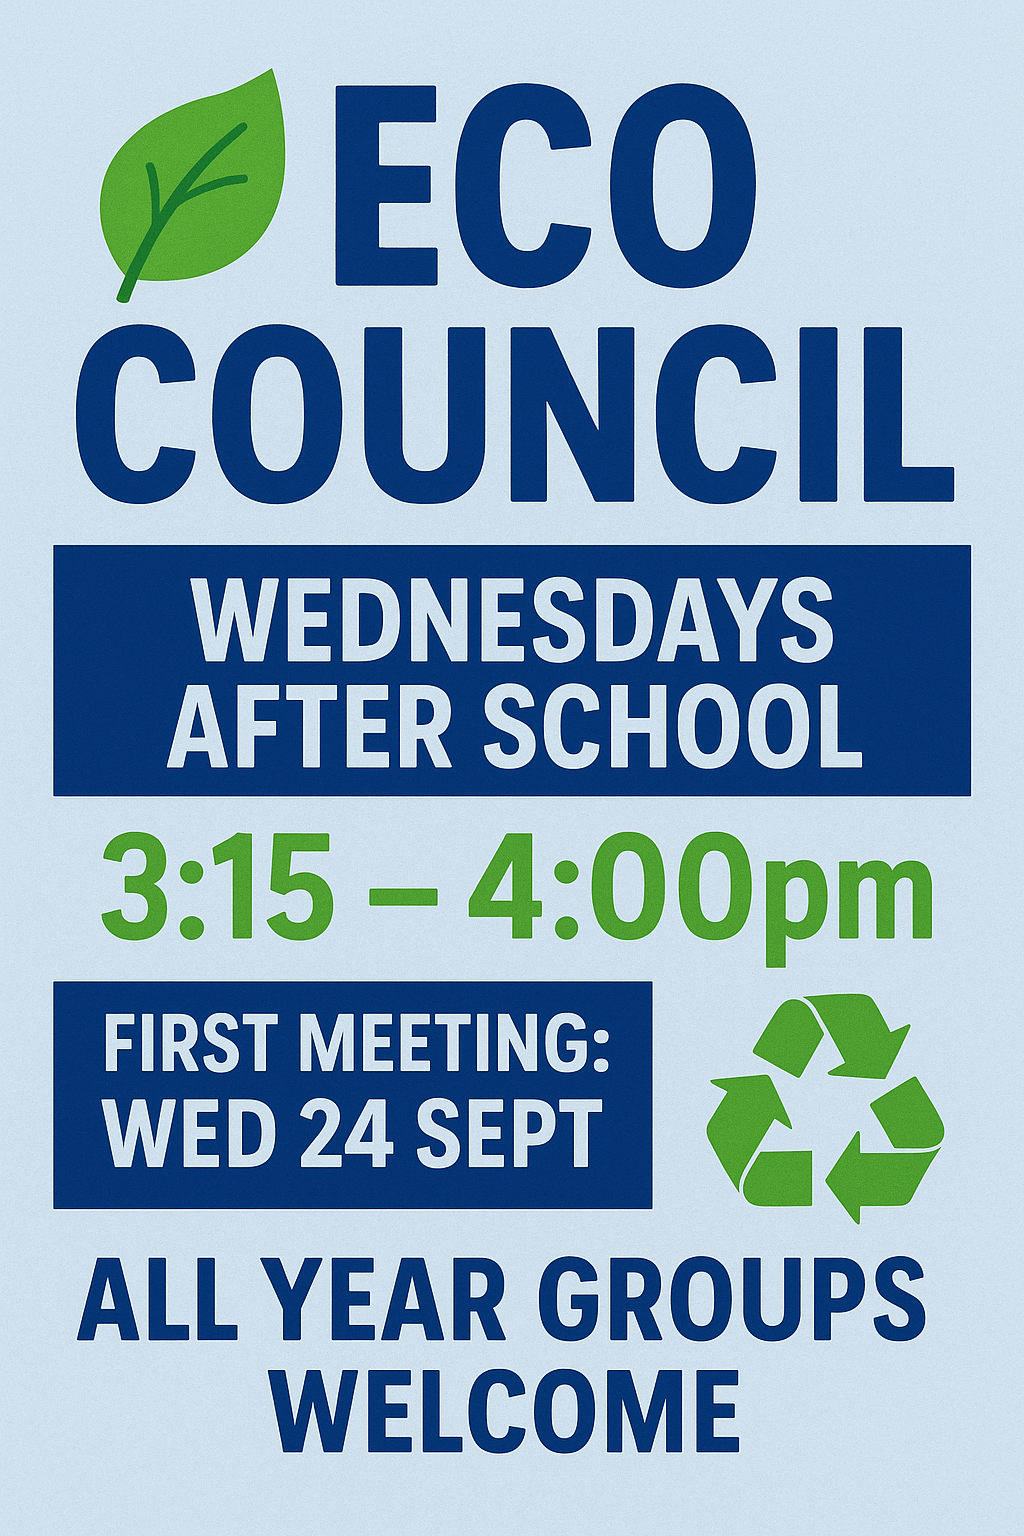 ECO
COUNCIL
WEDNESDAYS
AFTER SCHOOL
3:15 – 4:00pm
FIRST MEETING:
WED 24 SEPT
ALL YEAR GROUPS
WELCOME